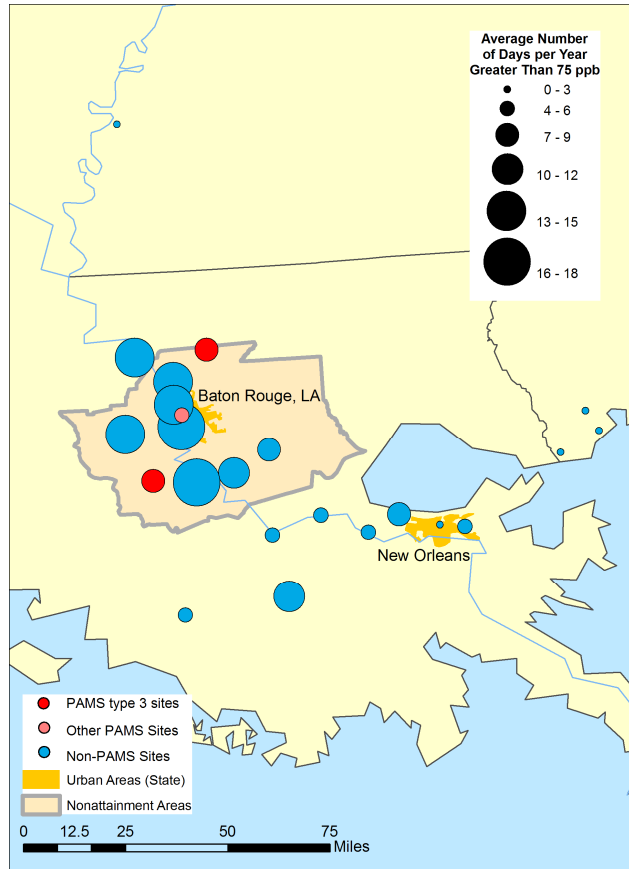 Average Number
of Days per Year
Greater Than 75 ppb
0 - 3
4 - 6
7 - 9
10 - 12
13 - 15
16 - 18
Baton Rouge, LA
New Orleans
PAMS type 3 sites
Other PAMS Sites
Non-PAMS Sites
Urban Areas (State)
Nonattainment Areas
0 12.5 25 50 75
Miles